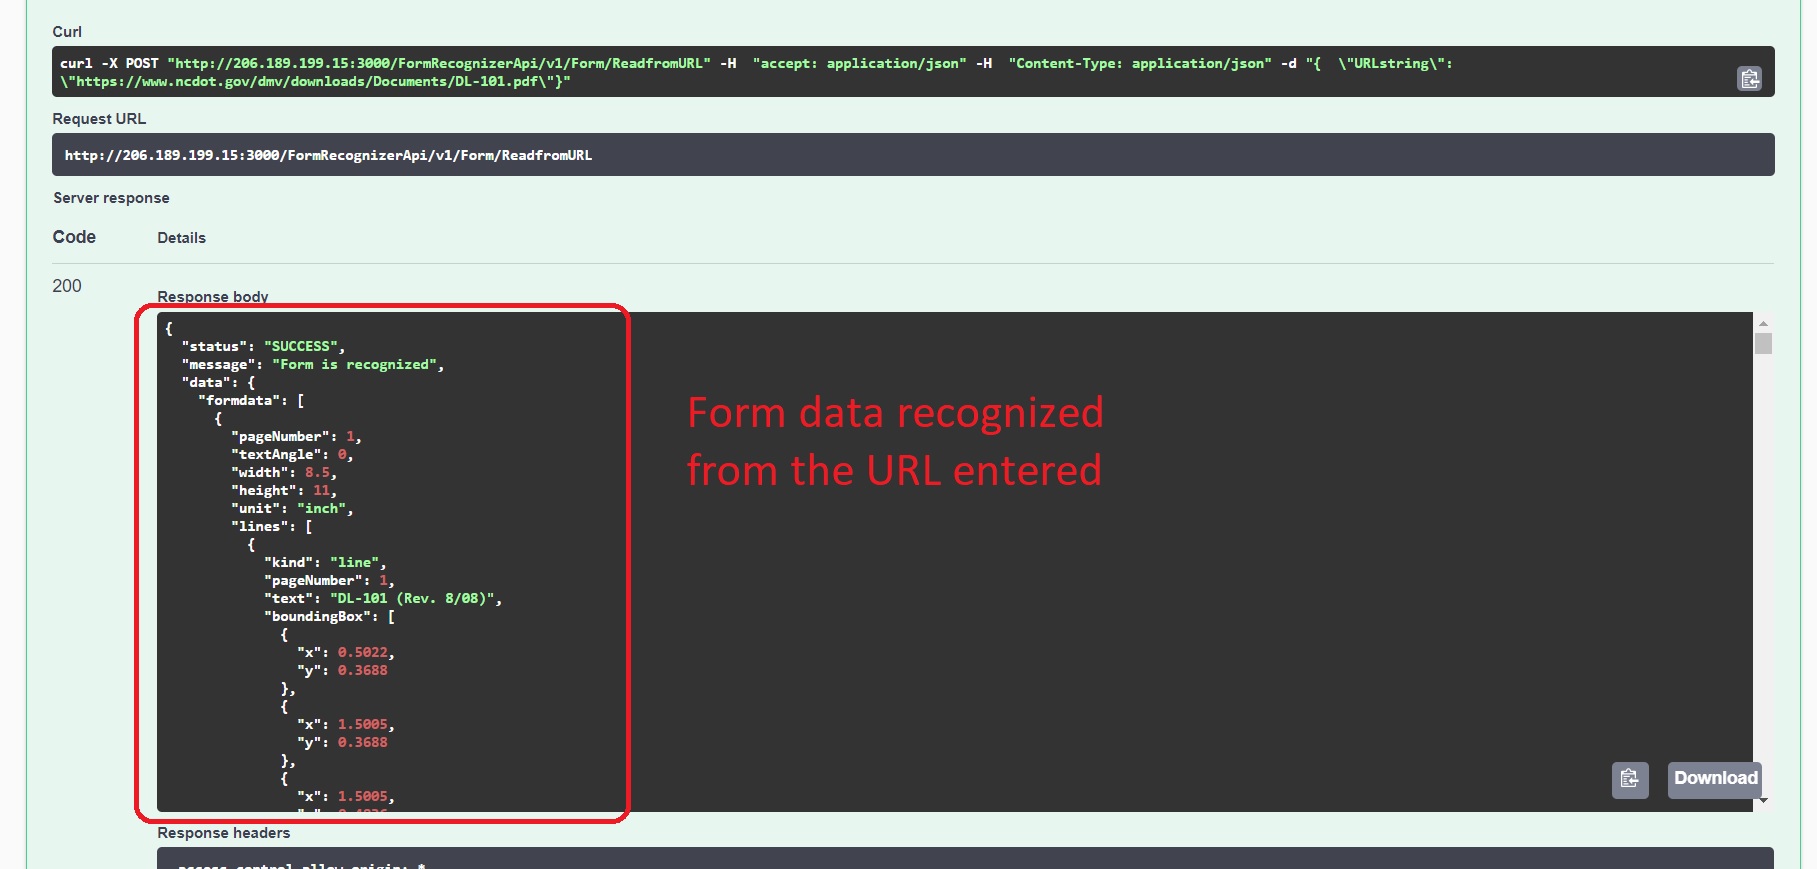 Curl
curl -X POST "http://206.189.199.15:3000/FormRecognizerApi/v1/Form/ReadfromURL" -H  "accept: application/json" -H  "Content-Type: application/json" -d "{  \"URLstring\":
\"https://www.ncdot.gov/dmv/downloads/Documents/DL-101.pdf\"}"
Request URL
http://206.189.199.15:3000/FormRecognizerApi/v1/Form/ReadfromURL
Server response
Code Details
200
Response body
{
  "status": "SUCCESS",
  "message": "Form is recognized",
  "data": {
    "formdata": [
      {
        "pageNumber": 1,
        "textAngle": 0,
        "width": 8.5,
        "height": 11,
        "unit": "inch",
        "lines": [
          {
            "kind": "line",
            "pageNumber": 1,
            "text": "DL-101 (Rev. 8/08)",
            "boundingBox": [
              {
                "x": 0.5022,
                "y": 0.3688
              },
              {
                "x": 1.5005,
                "y": 0.3688
              },
              {
                "x": 1.5005,
Form data recognized
from the URL entered
Download
Response headers
access-control-allow-origin: *